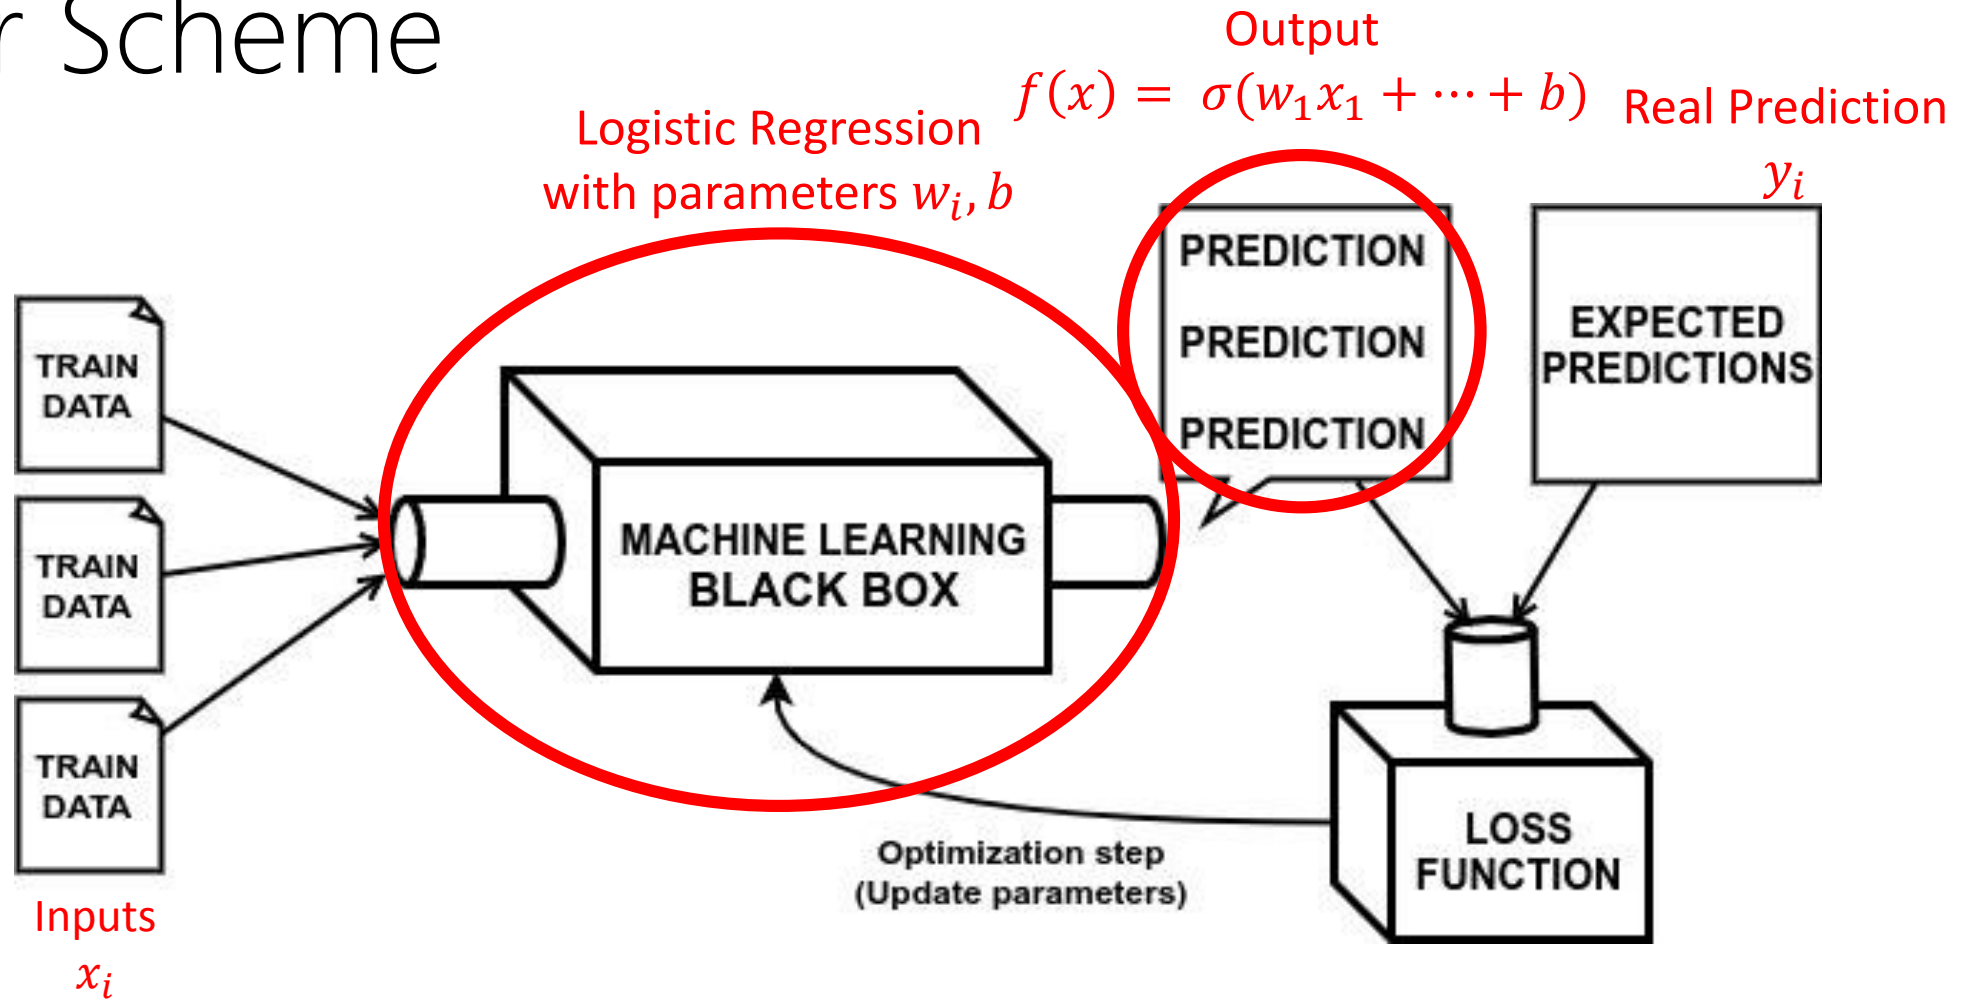 r Scheme
Output
f(x) = σ(w₁x₁ + ⋯ + b)
Real Prediction
yᵢ
Logistic Regression
with parameters wᵢ, b
PREDICTION
PREDICTION
PREDICTION
EXPECTED
PREDICTIONS
TRAIN
DATA
TRAIN
DATA
TRAIN
DATA
MACHINE LEARNING
BLACK BOX
LOSS
FUNCTION
Optimization step
(Update parameters)
Inputs
xᵢ